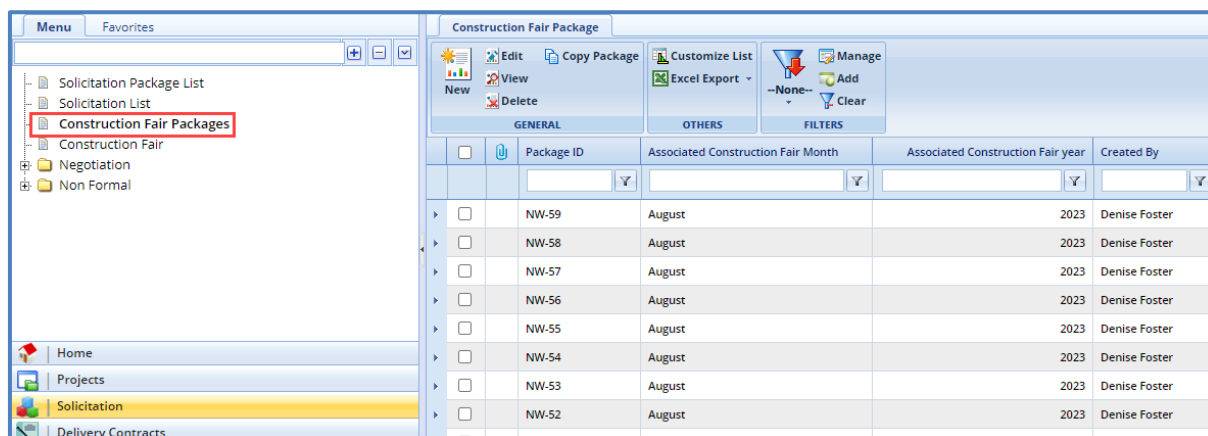 Menu Favorites
Solicitation Package List
Solicitation List
Construction Fair Packages
Construction Fair
Negotiation
Non Formal
Home
Projects
Solicitation
Delivery Contracts
Construction Fair Package
New
Edit
Copy Package
View
Delete
GENERAL
Customize List
Excel Export
OTHERS
--None--
Manage
Add
Clear
FILTERS
Package ID Associated Construction Fair Month Associated Construction Fair year Created By
NW-59 August 2023 Denise Foster
NW-58 August 2023 Denise Foster
NW-57 August 2023 Denise Foster
NW-56 August 2023 Denise Foster
NW-55 August 2023 Denise Foster
NW-54 August 2023 Denise Foster
NW-53 August 2023 Denise Foster
NW-52 August 2023 Denise Foster